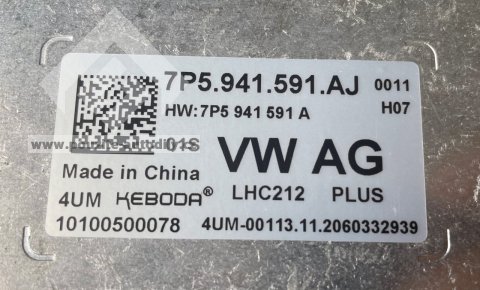 7P5.941.591.AJ 0011
HW:7P5 941 591 A H07
01S VW AG
Made in China
4UM KEBODA® LHC212 PLUS
10100500078 4UM-00113.11.2060332939